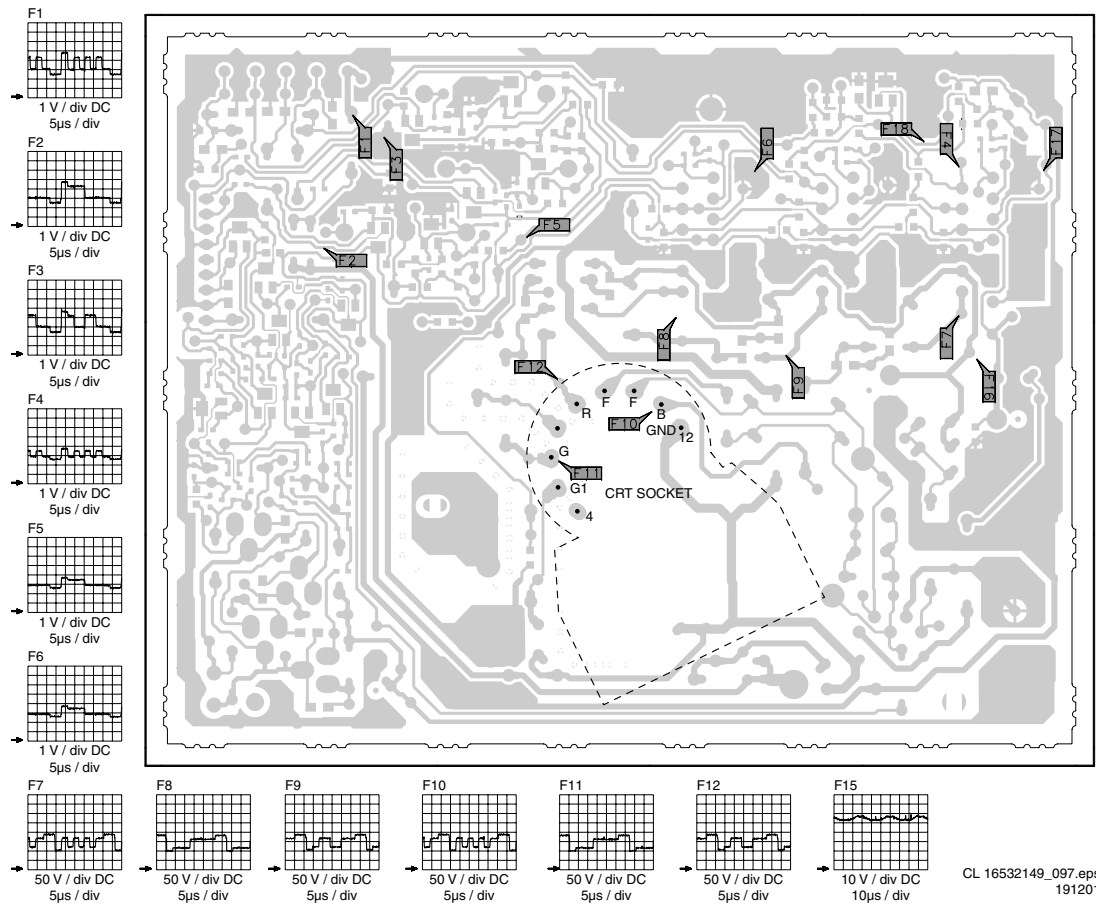 F1
1 V / div DC
5µs / div
F2
1 V / div DC
5µs / div
F3
1 V / div DC
5µs / div
F4
1 V / div DC
5µs / div
F5
1 V / div DC
5µs / div
F6
1 V / div DC
5µs / div
F1
F3
F2
F5
F6
F18
F4
F17
F8
F7
F9
F16
F12
R
F
F
B
F10
GND
12
G
F11
G1
CRT SOCKET
4
F7
50 V / div DC
5µs / div
F8
50 V / div DC
5µs / div
F9
50 V / div DC
5µs / div
F10
50 V / div DC
5µs / div
F11
50 V / div DC
5µs / div
F12
50 V / div DC
5µs / div
F15
10 V / div DC
10µs / div
CL 16532149_097.eps
191201